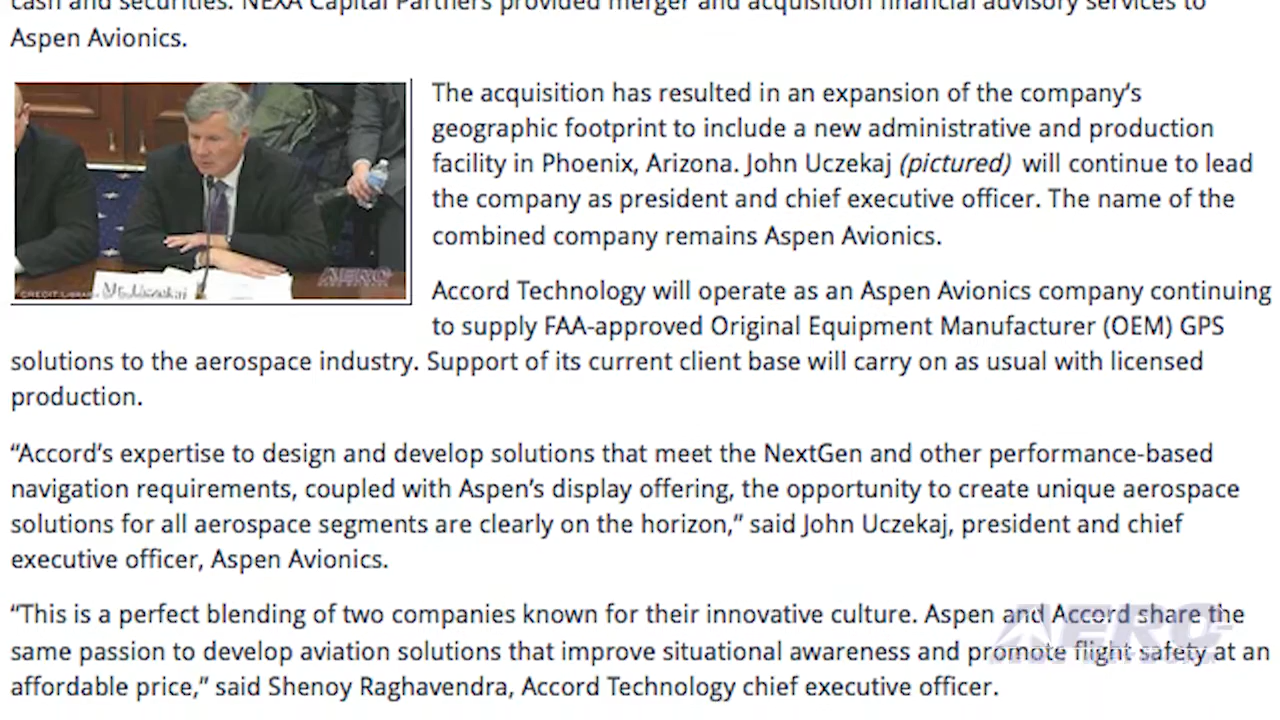 cash and securities. NEXA Capital Partners provided merger and acquisition financial advisory services to
Aspen Avionics.
The acquisition has resulted in an expansion of the company's
geographic footprint to include a new administrative and production
facility in Phoenix, Arizona. John Uczekaj (pictured) will continue to lead
the company as president and chief executive officer. The name of the
combined company remains Aspen Avionics.
AERO
CREDIT:
Accord Technology will operate as an Aspen Avionics company continuing
to supply FAA-approved Original Equipment Manufacturer (OEM) GPS
solutions to the aerospace industry. Support of its current client base will carry on as usual with licensed
production.
“Accord’s expertise to design and develop solutions that meet the NextGen and other performance-based
navigation requirements, coupled with Aspen’s display offering, the opportunity to create unique aerospace
solutions for all aerospace segments are clearly on the horizon,” said John Uczekaj, president and chief
executive officer, Aspen Avionics.
“This is a perfect blending of two companies known for their innovative culture. Aspen and Accord share the
same passion to develop aviation solutions that improve situational awareness and promote flight safety at an
affordable price,” said Shenoy Raghavendra, Accord Technology chief executive officer.
AERO